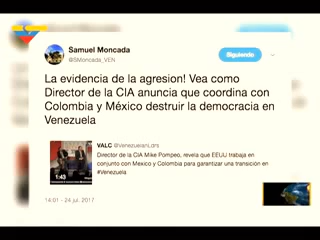 Samuel Moncada
@SMoncada_VEN
Siguiendo
La evidencia de la agresion! Vea como
Director de la CIA anuncia que coordina con
Colombia y México destruir la democracia en
Venezuela
VALC
Director de la CIA Mike Pompeo, revela que EEUU trabaja en
conjunto con Mexico y Colombia para garantizar una transición en
#Venezuela
1:43
14:01 - 24 jul. 2017